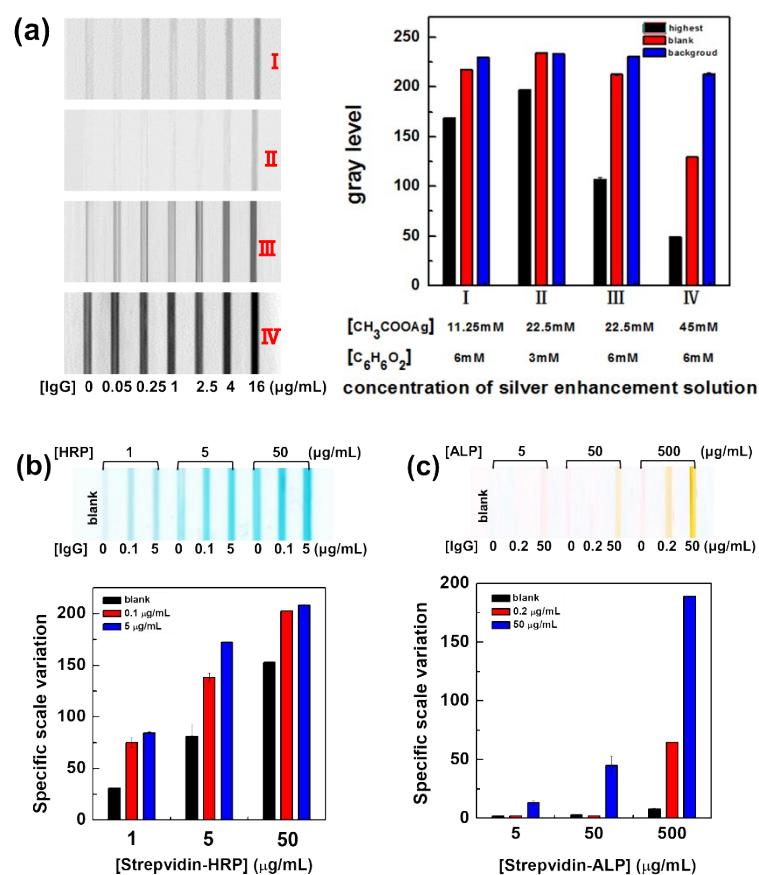 (a)
I
II
III
IV
[IgG] 0 0.05 0.25 1 2.5 4 16 (μg/mL)
highest
blank
backgroud
gray level
250
200
150
100
50
0
I II III IV
[CH3COOAg] 11.25mM 22.5mM 22.5mM 45mM
[C6H6O2] 6mM 3mM 6mM 6mM
concentration of silver enhancement solution
(b)
[HRP] 1 5 50 (μg/mL)
blank
[IgG] 0 0.1 5 0 0.1 5 0 0.1 5 (μg/mL)
blank
0.1 μg/mL
5 μg/mL
Specific scale variation
200
150
100
50
0
1 5 50
[Strepvidin-HRP] (μg/mL)
(c)
[ALP] 5 50 500 (μg/mL)
blank
[IgG] 0 0.2 50 0 0.2 50 0 0.2 50 (μg/mL)
blank
0.2 μg/mL
50 μg/mL
Specific scale variation
200
150
100
50
0
5 50 500
[Strepvidin-ALP] (μg/mL)